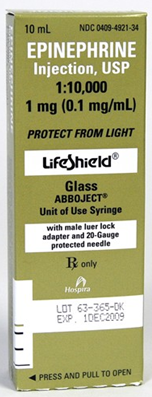 10 mL NDC 0409-4921-34
EPINEPHRINE
Injection, USP
1:10,000
1 mg (0.1 mg/mL)
PROTECT FROM LIGHT
LifeShield®
Glass
ABBOJECT®
Unit of Use Syringe
with male luer lock
adapter and 20-Gauge
protected needle
Rx only
Hospira
LOT 63-365-DK
EXP. 1DEC2009
◄ PRESS AND PULL TO OPEN